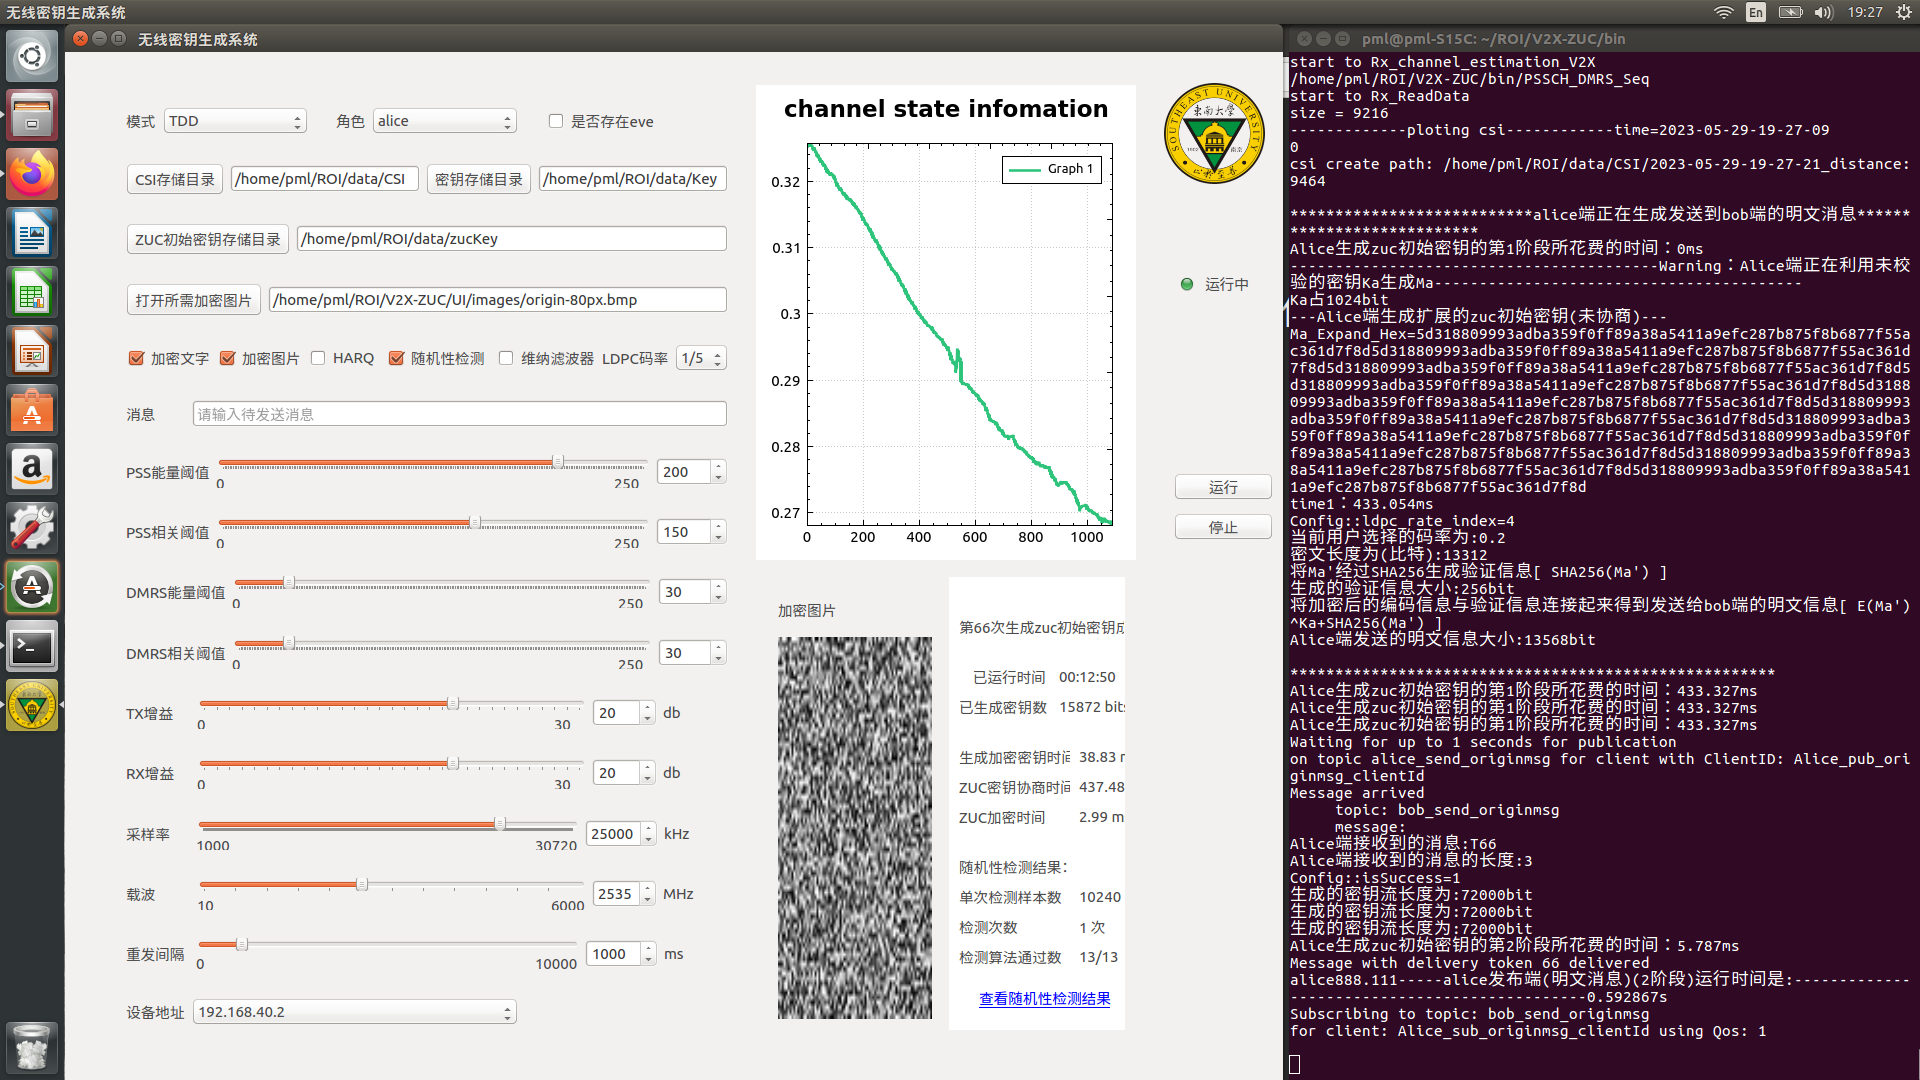 无线密钥生成系统
En
19:27
无线密钥生成系统
模式 TDD 角色 alice 是否存在eve
CSI存储目录 /home/pml/ROI/data/CSI 密钥存储目录 /home/pml/ROI/data/Key
ZUC初始密钥存储目录 /home/pml/ROI/data/zucKey
打开所需加密图片 /home/pml/ROI/V2X-ZUC/UI/images/origin-80px.bmp
加密文字 加密图片 HARQ 随机性检测 维纳滤波器 LDPC码率 1/5
消息 请输入待发送消息
PSS能量阈值 0 250 200
PSS相关阈值 0 250 150
DMRS能量阈值 0 250 30
DMRS相关阈值 0 250 30
TX增益 0 30 20 db
RX增益 0 30 20 db
采样率 1000 30720 25000 kHz
载波 10 6000 2535 MHz
重发间隔 0 10000 1000 ms
设备地址 192.168.40.2
channel state infomation
Graph 1
0.32
0.31
0.3
0.29
0.28
0.27
0 200 400 600 800 1000
SOUTHEAST UNIVERSITY
东南大学
1902 南京
运行中
运行
停止
加密图片
第66次生成zuc初始密钥成
已运行时间 00:12:50
已生成密钥数 15872 bits
生成加密密钥时间 38.83 m
ZUC密钥协商时间 437.48
ZUC加密时间 2.99 m
随机性检测结果:
单次检测样本数 10240
检测次数 1 次
检测算法通过数 13/13
查看随机性检测结果
pml@pml-S15C: ~/ROI/V2X-ZUC/bin
start to Rx_channel_estimation_V2X
/home/pml/ROI/V2X-ZUC/bin/PSSCH_DMRS_Seq
start to Rx_ReadData
size = 9216
-------------ploting csi------------time=2023-05-29-19-27-09
0
csi create path: /home/pml/ROI/data/CSI/2023-05-29-19-27-21_distance:
9464
***************************alice端正在生成发送到bob端的明文消息******
*********************
Alice生成zuc初始密钥的第1阶段所花费的时间：0ms
-----------------------------------------Warning：Alice端正在利用未校
验的密钥Ka生成Ma-----------------------------------------
Ka占1024bit
---Alice端生成扩展的zuc初始密钥(未协商)---
Ma_Expand_Hex=5d318809993adba359f0ff89a38a5411a9efc287b875f8b6877f55a
c361d7f8d5d318809993adba359f0ff89a38a5411a9efc287b875f8b6877f55ac361d
7f8d5d318809993adba359f0ff89a38a5411a9efc287b875f8b6877f55ac361d7f8d5
d318809993adba359f0ff89a38a5411a9efc287b875f8b6877f55ac361d7f8d5d3188
09993adba359f0ff89a38a5411a9efc287b875f8b6877f55ac361d7f8d5d318809993
adba359f0ff89a38a5411a9efc287b875f8b6877f55ac361d7f8d5d318809993adba3
59f0ff89a38a5411a9efc287b875f8b6877f55ac361d7f8d5d318809993adba359f0f
f89a38a5411a9efc287b875f8b6877f55ac361d7f8d5d318809993adba359f0ff89a3
8a5411a9efc287b875f8b6877f55ac361d7f8d5d318809993adba359f0ff89a38a541
1a9efc287b875f8b6877f55ac361d7f8d
time1：433.054ms
Config::ldpc_rate_index=4
当前用户选择的码率为:0.2
密文长度为(比特):13312
将Ma'经过SHA256生成验证信息[ SHA256(Ma') ]
生成的验证信息大小:256bit
将加密后的编码信息与验证信息连接起来得到发送给bob端的明文信息[ E(Ma')
^Ka+SHA256(Ma') ]
Alice端发送的明文信息大小:13568bit
******************************************************
Alice生成zuc初始密钥的第1阶段所花费的时间：433.327ms
Alice生成zuc初始密钥的第1阶段所花费的时间：433.327ms
Alice生成zuc初始密钥的第1阶段所花费的时间：433.327ms
Waiting for up to 1 seconds for publication
on topic alice_send_originmsg for client with ClientID: Alice_pub_ori
ginmsg_clientId
Message arrived
topic: bob_send_originmsg
message:
Alice端接收到的消息:T66
Alice端接收到的消息的长度:3
Config::isSuccess=1
生成的密钥流长度为:72000bit
生成的密钥流长度为:72000bit
生成的密钥流长度为:72000bit
Alice生成zuc初始密钥的第2阶段所花费的时间：5.787ms
Message with delivery token 66 delivered
alice888.111-----alice发布端(明文消息)(2阶段)运行时间是:-------------
---------------------------------0.592867s
Subscribing to topic: bob_send_originmsg
for client: Alice_sub_originmsg_clientId using Qos: 1